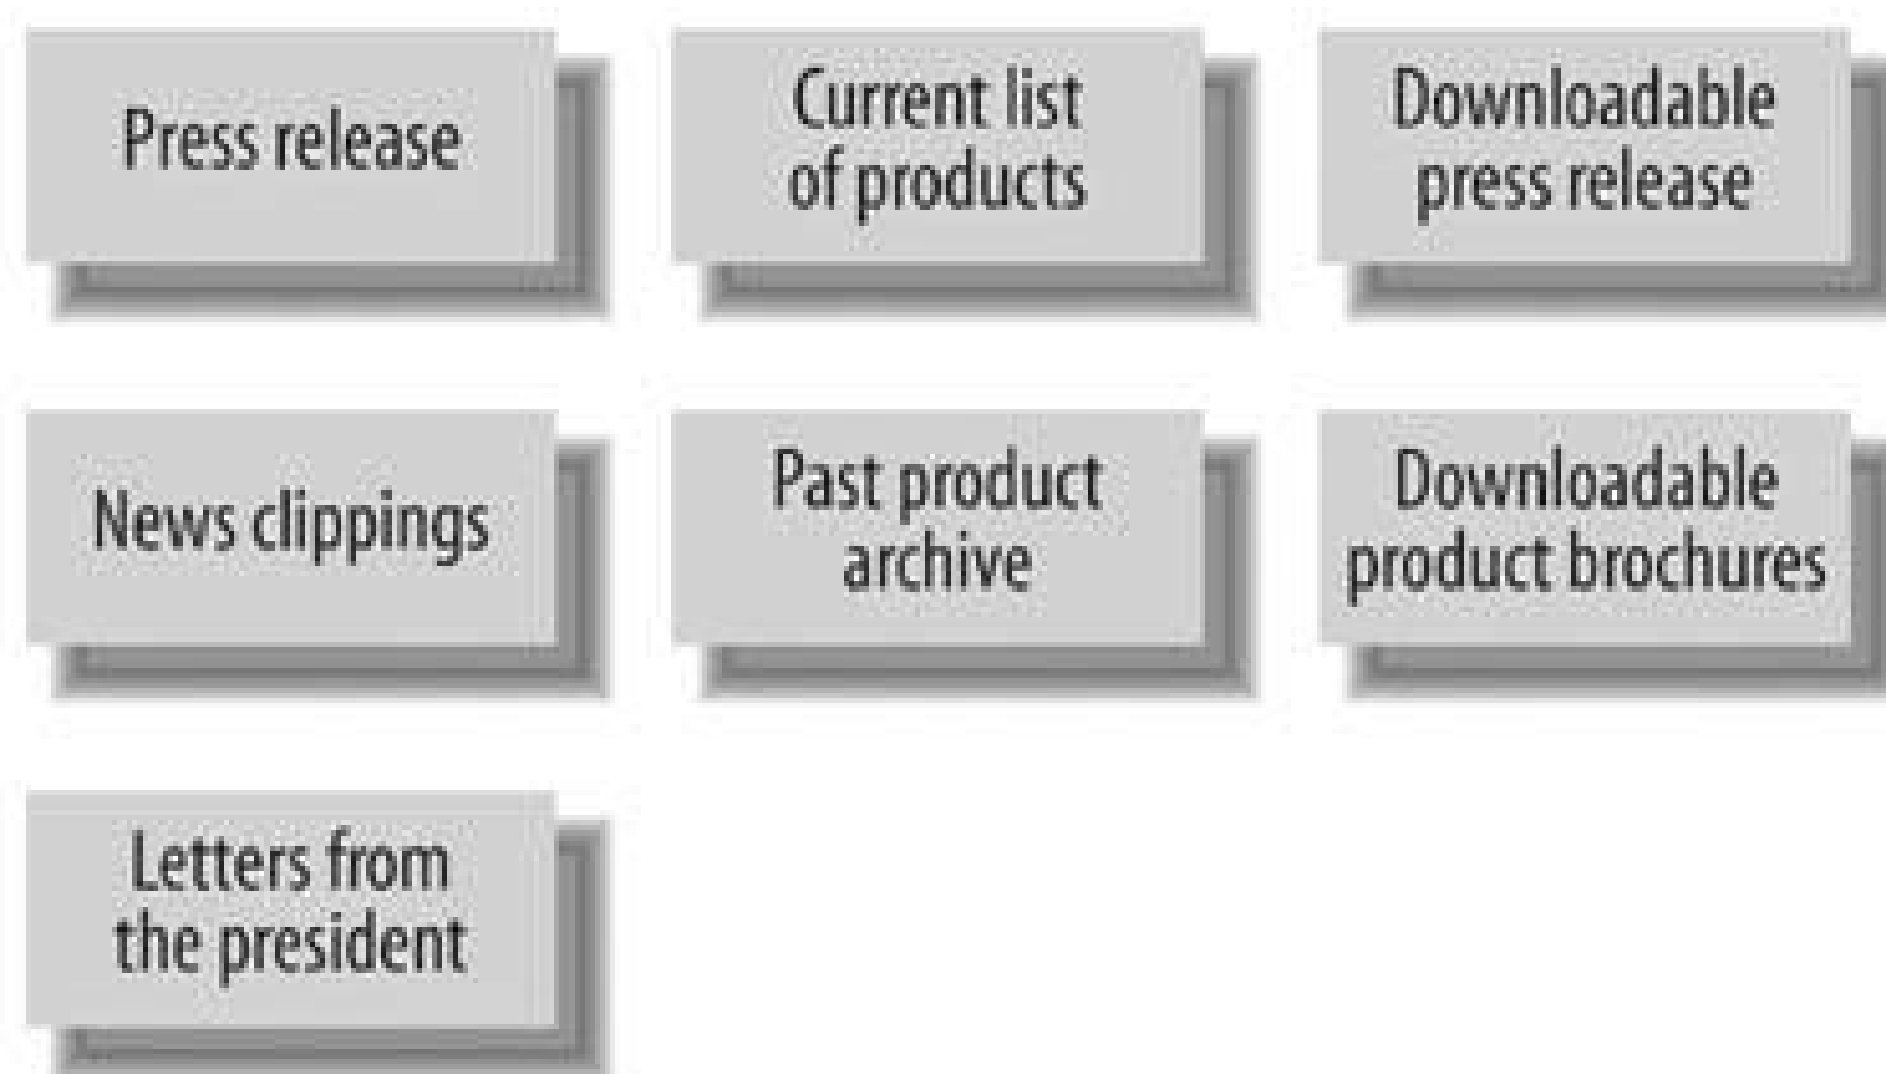 Press release
Current list
of products
Downloadable
press release
News clippings
Past product
archive
Downloadable
product brochures
Letters from
the president